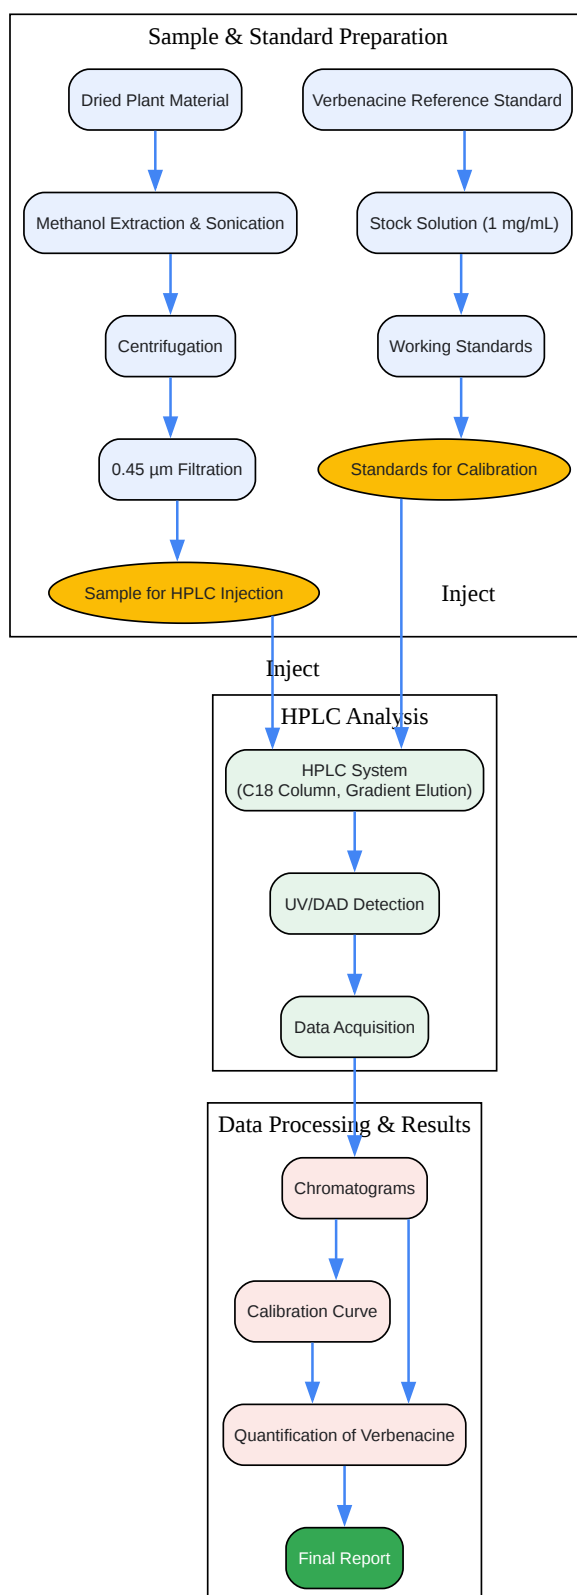 Sample & Standard Preparation
Dried Plant Material
Verbenacine Reference Standard
Methanol Extraction & Sonication
Stock Solution (1 mg/mL)
Centrifugation
Working Standards
0.45 µm Filtration
Standards for Calibration
Sample for HPLC Injection
Inject
Inject
HPLC Analysis
HPLC System
(C18 Column, Gradient Elution)
UV/DAD Detection
Data Acquisition
Data Processing & Results
Chromatograms
Calibration Curve
Quantification of Verbenacine
Final Report